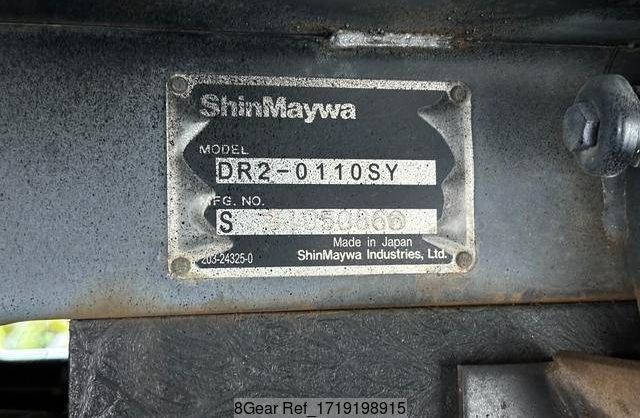 ShinMaywa
MODEL
DR2-0110SY
MFG. NO.
S
Made in Japan
203-24325-0
ShinMaywa Industries, Ltd.
8Gear Ref_1719198915